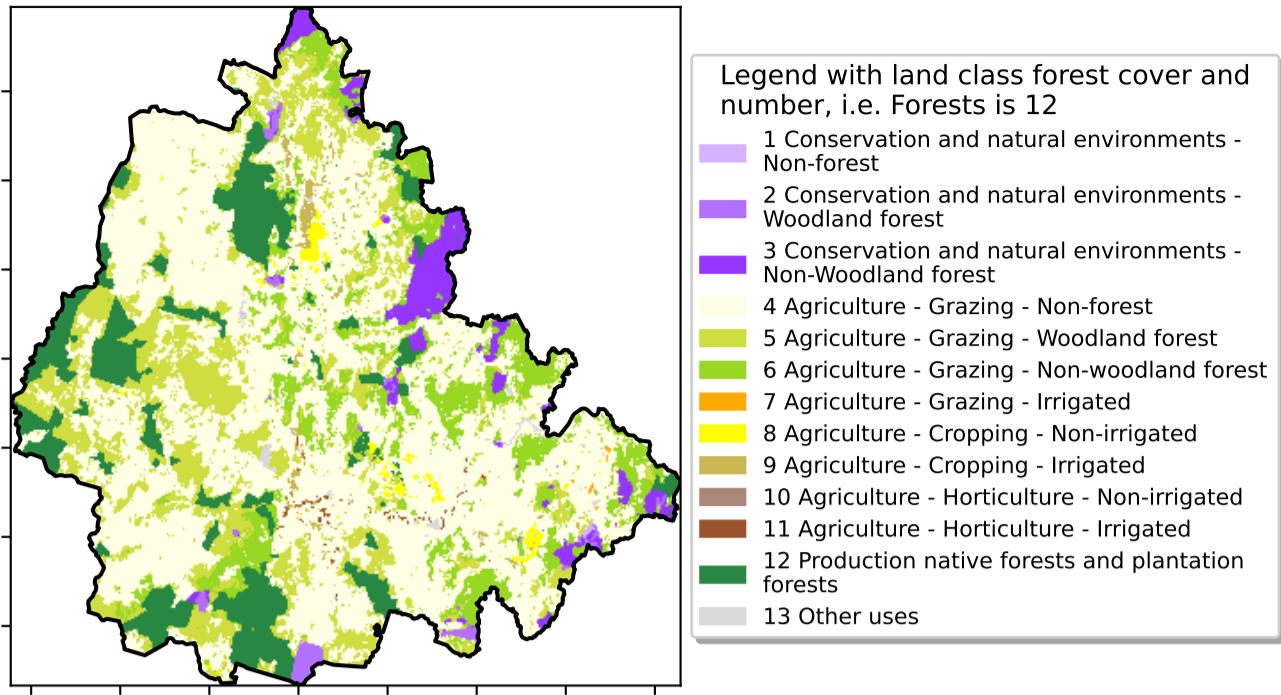 Legend with land class forest cover and
number, i.e. Forests is 12
1 Conservation and natural environments -
Non-forest
2 Conservation and natural environments -
Woodland forest
3 Conservation and natural environments -
Non-Woodland forest
4 Agriculture - Grazing - Non-forest
5 Agriculture - Grazing - Woodland forest
6 Agriculture - Grazing - Non-woodland forest
7 Agriculture - Grazing - Irrigated
8 Agriculture - Cropping - Non-irrigated
9 Agriculture - Cropping - Irrigated
10 Agriculture - Horticulture - Non-irrigated
11 Agriculture - Horticulture - Irrigated
12 Production native forests and plantation
forests
13 Other uses